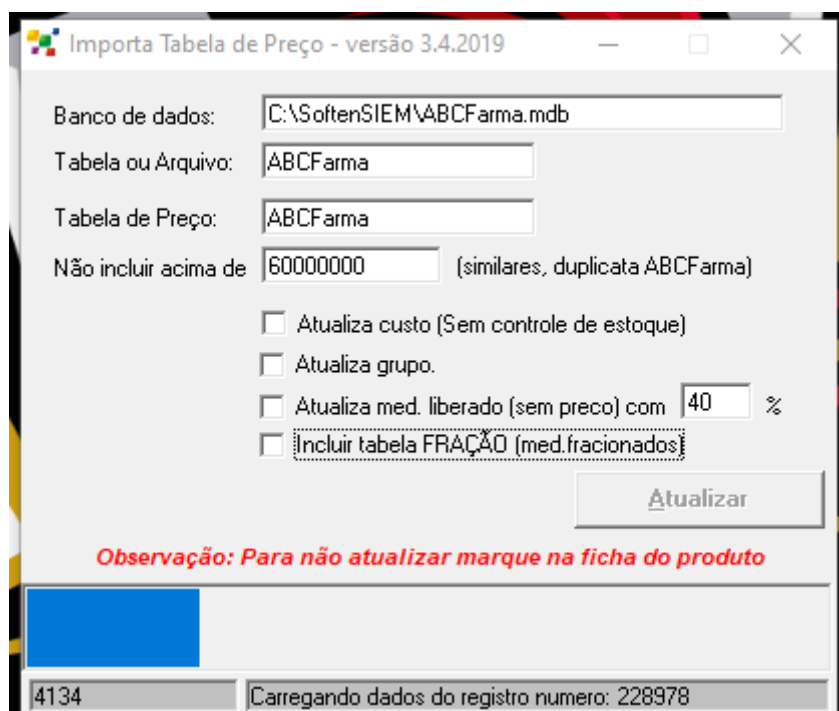 Importa Tabela de Preço - versão 3.4.2019
Banco de dados: C:\SoftenSIEM\ABCFarma.mdb
Tabela ou Arquivo: ABCFarma
Tabela de Preço: ABCFarma
Não incluir acima de 60000000 (similares, duplicata ABCFarma)
Atualiza custo (Sem controle de estoque)
Atualiza grupo.
Atualiza med. liberado (sem preco) com 40 %
Incluir tabela FRAÇÃO (med.fracionados)
Atualizar
Observação: Para não atualizar marque na ficha do produto
4134 Carregando dados do registro numero: 228978